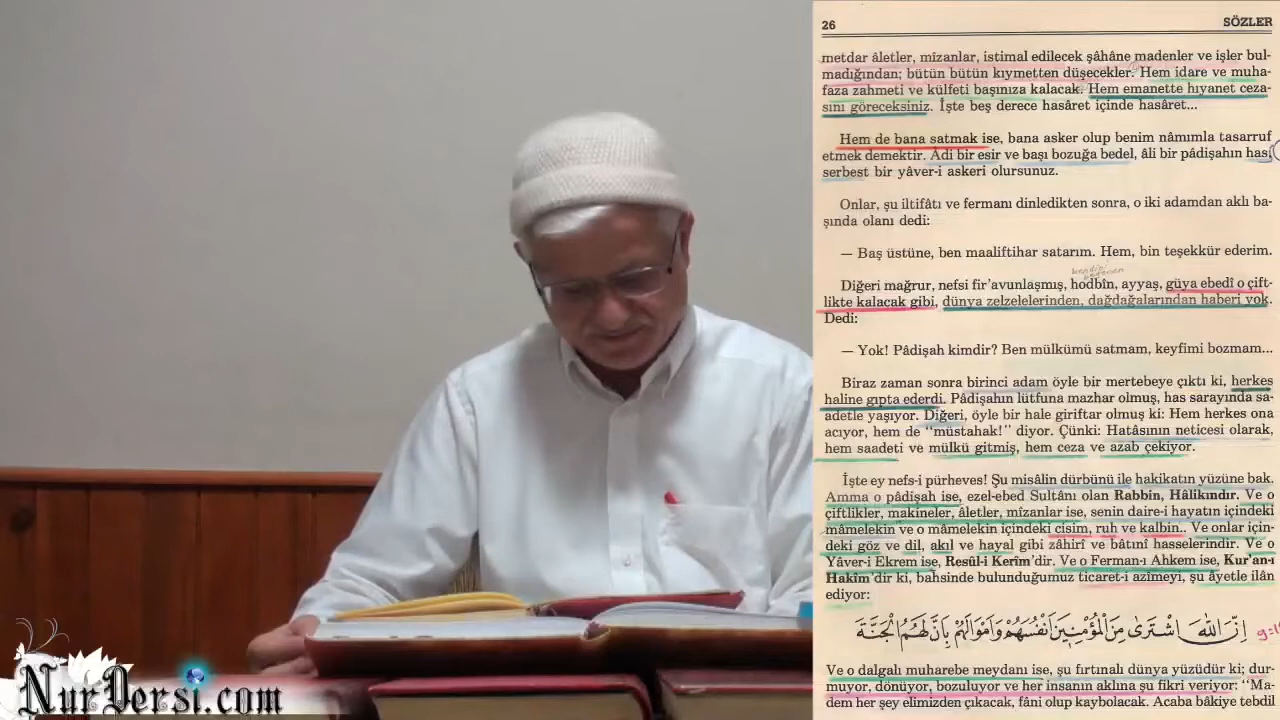 26 SÖZLER
metdar âletler, mîzanlar, istimal edilecek şâhâne madenler ve işler bul-
madığından; bütün bütün kıymetten düşecekler. Hem idare ve muha-
faza zahmeti ve külfeti başınıza kalacak. Hem emanette hıyanet ceza-
sını göreceksiniz. İşte beş derece hasâret içinde hasâret...
Hem de bana satmak ise, bana asker olup benim nâmımla tasarruf
etmek demektir. Âdi bir esir ve başı bozuğa bedel, âli bir pâdişahın has,
serbest bir yâver-i askeri olursunuz.
Onlar, şu iltifâtı ve fermanı dinledikten sonra, o iki adamdan aklı ba-
şında olanı dedi:
— Baş üstüne, ben maaliftihar satarım. Hem, bin teşekkür ederim.
Diğeri mağrur, nefsi fir'avunlaşmış, hodbîn, ayyaş, güya ebedî o çift-
likte kalacak gibi, dünya zelzelelerinden, dağdağalarından haberi yok.
Dedi:
— Yok! Pâdişah kimdir? Ben mülkümü satmam, keyfimi bozmam...
Biraz zaman sonra birinci adam öyle bir mertebeye çıktı ki, herkes
haline gıpta ederdi. Pâdişahın lütfuna mazhar olmuş, has sarayında sa-
adetle yaşıyor. Diğeri, öyle bir hale giriftar olmuş ki: Hem herkes ona
acıyor, hem de "müstahak!" diyor. Çünki: Hatâsının neticesi olarak,
hem saadeti ve mülkü gitmiş, hem ceza ve azab çekiyor.
İşte ey nefs-i pürheves! Şu misâlin dürbünü ile hakikatın yüzüne bak.
Amma o pâdişah ise, ezel-ebed Sultânı olan Rabbin, Hâlikındır. Ve o
çiftlikler, makineler, âletler, mîzanlar ise, senin daire-i hayatın içindeki
mâmelekin ve o mâmelekin içindeki cisim, ruh ve kalbin.. Ve onlar için-
deki göz ve dil, akıl ve hayal gibi zâhirî ve bâtınî hasselerindir. Ve o
Yâver-i Ekrem ise, Resûl-i Kerîm'dir. Ve o Ferman-ı Ahkem ise, Kur'an-ı
Hakîm'dir ki, bahsinde bulunduğumuz ticaret-i azîmeyi, şu âyetle ilân
ediyor:
اِنَّ اللّٰهَ اشْتَرٰى مِنَ الْمُؤْمِنِينَ اَنْفُسَهُمْ وَاَمْوَالَهُمْ بِاَنَّ لَهُمُ الْجَنَّةَ
Ve o dalgalı muharebe meydanı ise, şu fırtınalı dünya yüzüdür ki; dur-
muyor, dönüyor, bozuluyor ve her insanın aklına şu fikri veriyor: "Ma-
dem her şey elimizden çıkacak, fâni olup kaybolacak. Acaba bâkiye tebdil
NurDersi.com